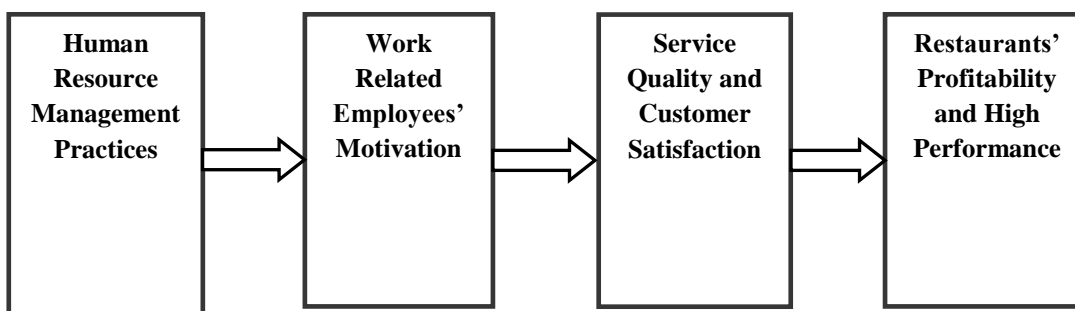 Human
Resource
Management
Practices
Work
Related
Employees’
Motivation
Service
Quality and
Customer
Satisfaction
Restaurants’
Profitability
and High
Performance